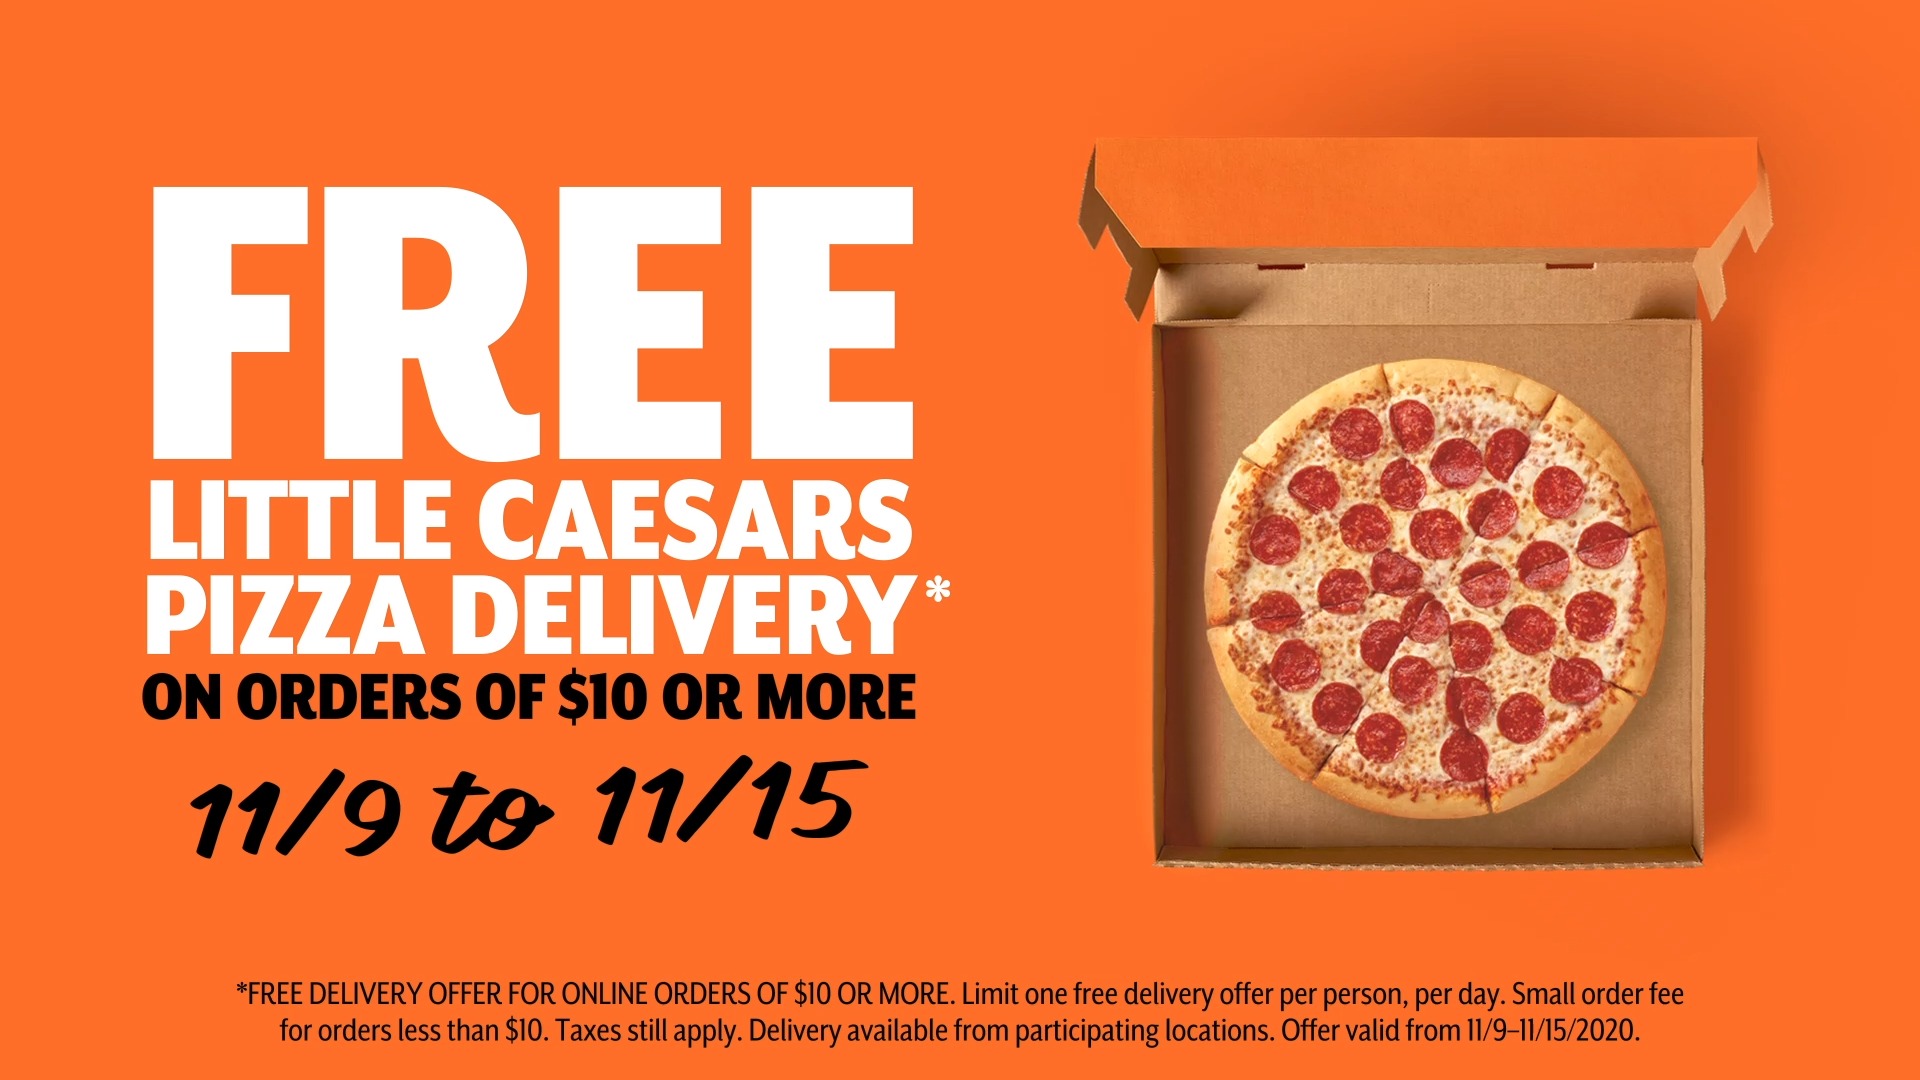 FREE
LITTLE CAESARS
PIZZA DELIVERY*
ON ORDERS OF $10 OR MORE
11/9 to 11/15
*FREE DELIVERY OFFER FOR ONLINE ORDERS OF $10 OR MORE. Limit one free delivery offer per person, per day. Small order fee
for orders less than $10. Taxes still apply. Delivery available from participating locations. Offer valid from 11/9–11/15/2020.